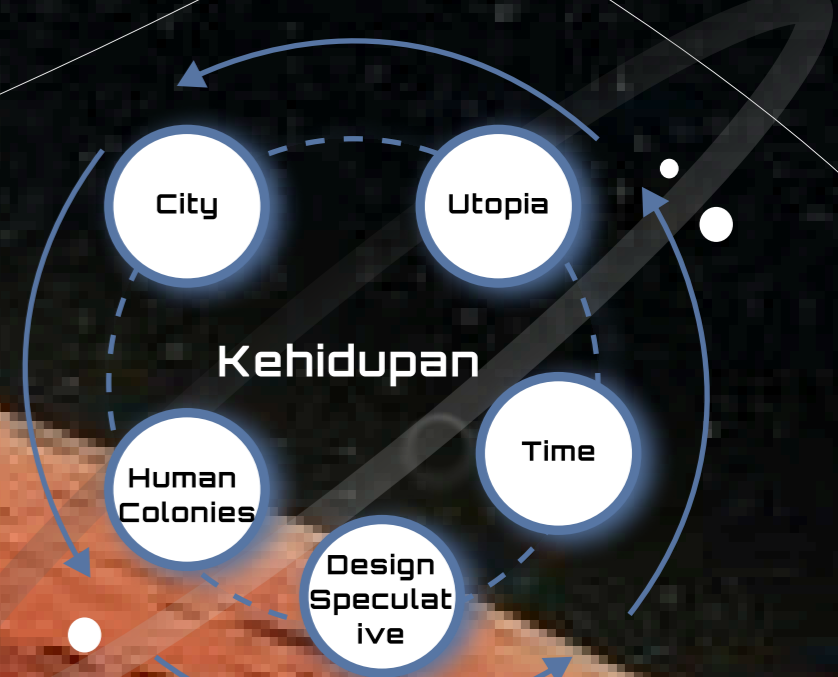 City
Utopia
Kehidupan
Time
Human
Colonies
Design
Speculat
ive